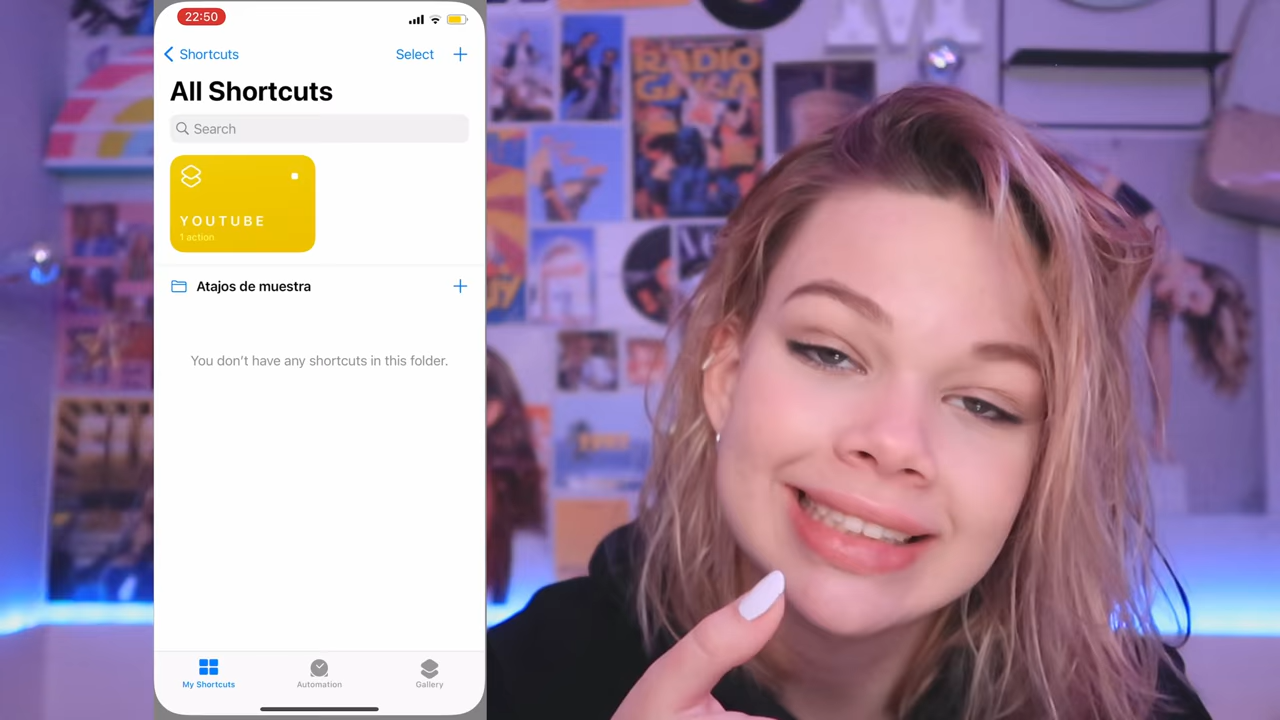 22:50
Shortcuts
Select
All Shortcuts
Search
YOUTUBE
1 action
Atajos de muestra
You don't have any shortcuts in this folder.
My Shortcuts
Automation
Gallery
RADIO
GAGA